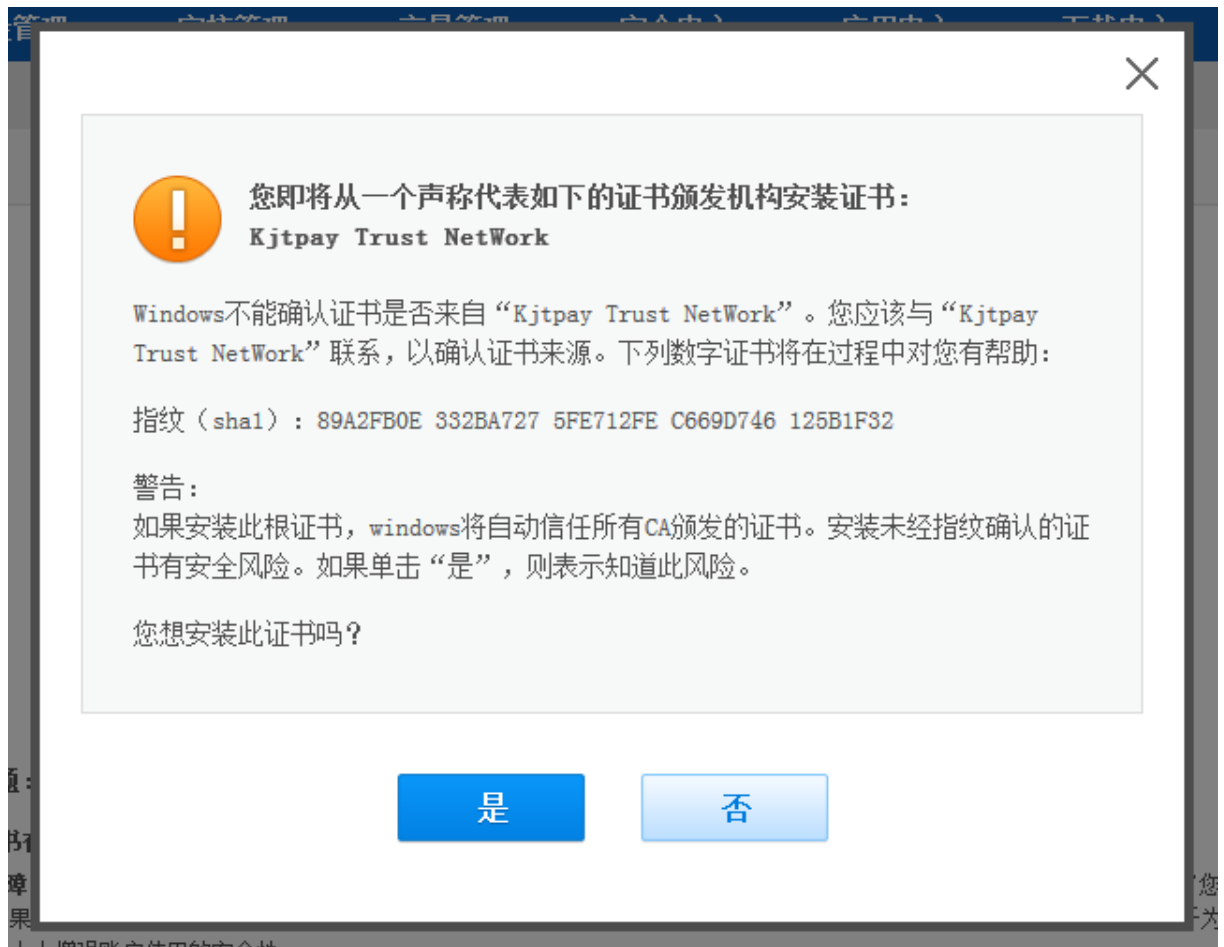 您即将从一个声称代表如下的证书颁发机构安装证书：
Kjtpay Trust NetWork
Windows不能确认证书是否来自“Kjtpay Trust NetWork”。您应该与“Kjtpay
Trust NetWork”联系，以确认证书来源。下列数字证书将在过程中对您有帮助：
指纹（sha1）：89A2FB0E 332BA727 5FE712FE C669D746 125B1F32
警告：
如果安装此根证书，windows将自动信任所有CA颁发的证书。安装未经指纹确认的证
书有安全风险。如果单击“是”，则表示知道此风险。
您想安装此证书吗？
是
否
题：
障
您
果